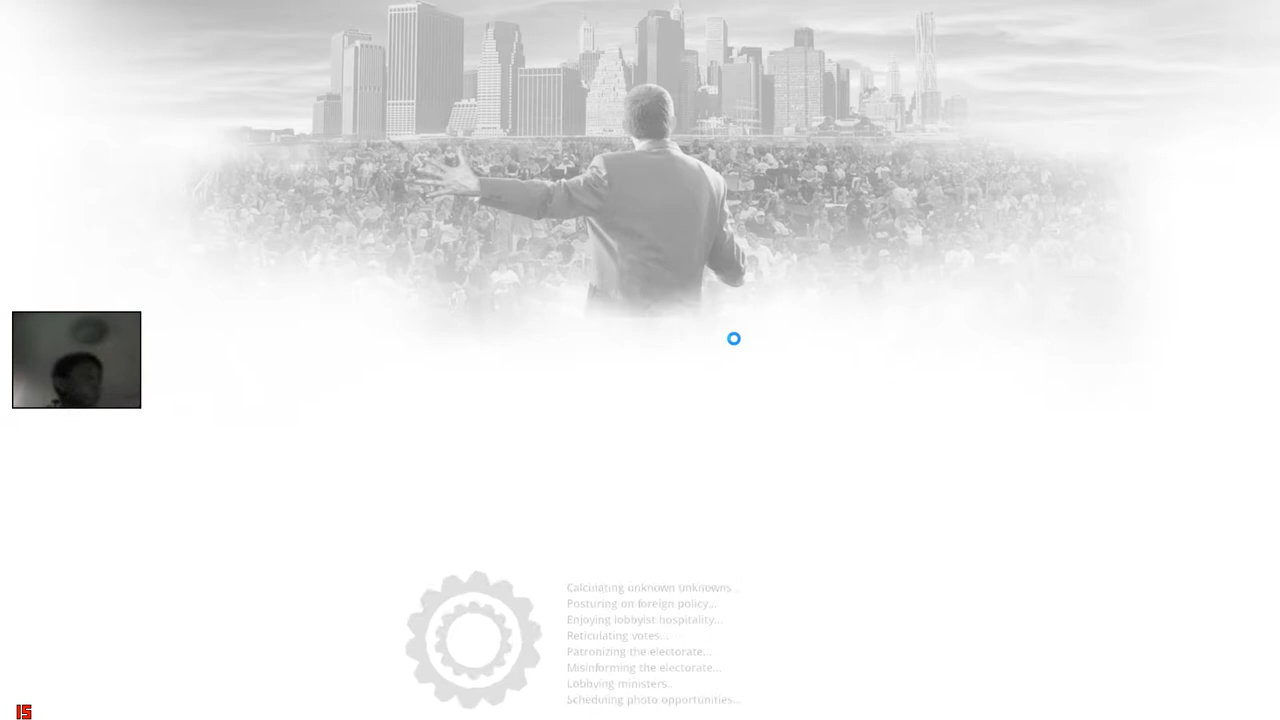 Calculating unknown unknowns...
Posturing on foreign policy...
Enjoying lobbyist hospitality...
Reticulating votes...
Patronizing the electorate...
Misinforming the electorate...
Lobbying ministers..
Scheduling photo opportunities...
15